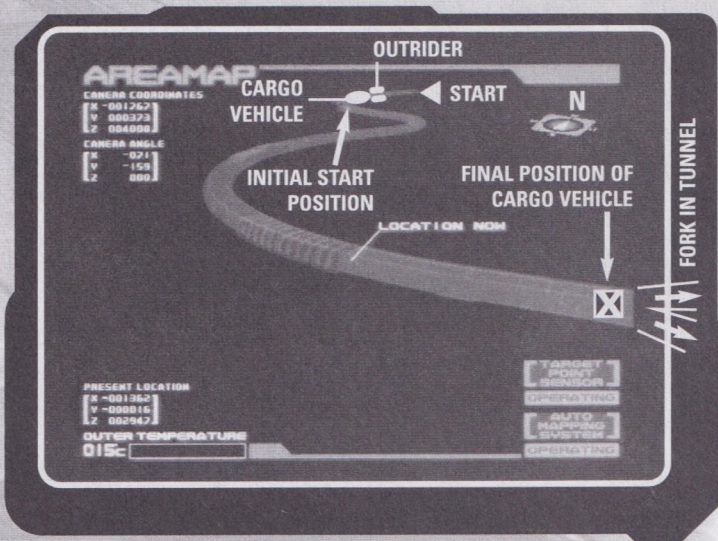 OUTRIDER
AREAMAP
CAMERA COORDINATES
X -001267
Y 000373
Z 004008
CARGO
VEHICLE
START
N
CAMERA ANGLE
X -021
Y -159
Z 000
INITIAL START
POSITION
FINAL POSITION OF
CARGO VEHICLE
FORK IN TUNNEL
LOCATION NOW
X
TARGET
POINT
SENSOR
OPERATING
AUTO
MAPPING
SYSTEM
OPERATING
PRESENT LOCATION
X -001362
Y -000016
Z 002947
OUTER TEMPERATURE
015c